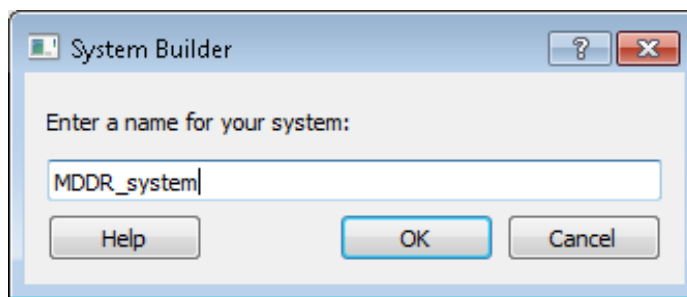 System Builder
Enter a name for your system:
MDDR_system
Help OK Cancel